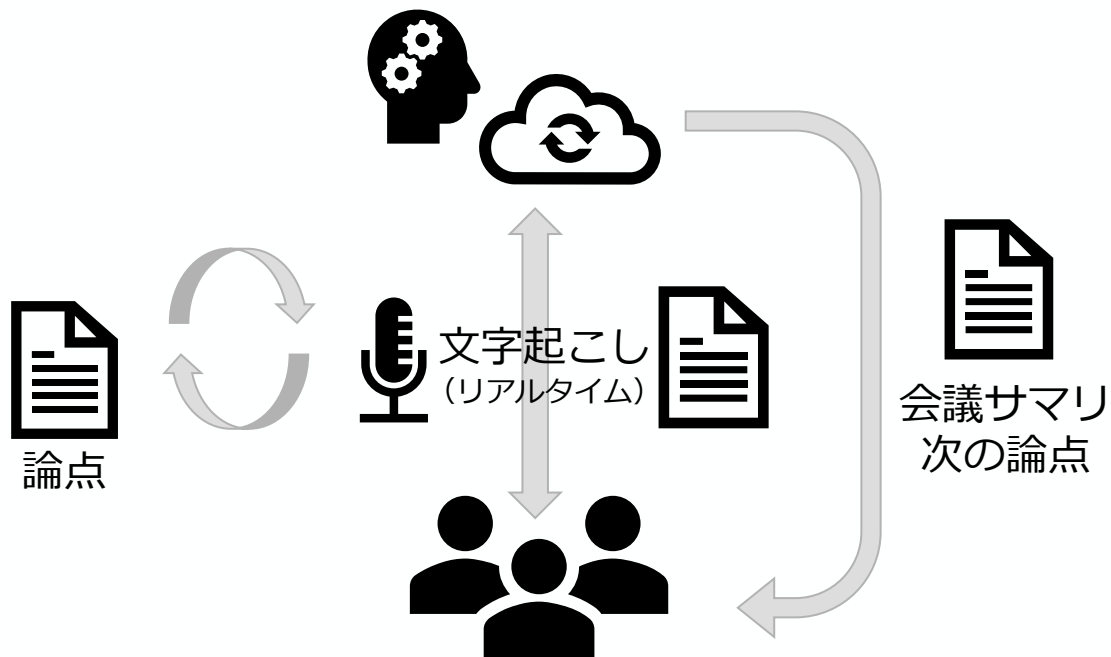 文字起こし
（リアルタイム）
論点
会議サマリ
次の論点